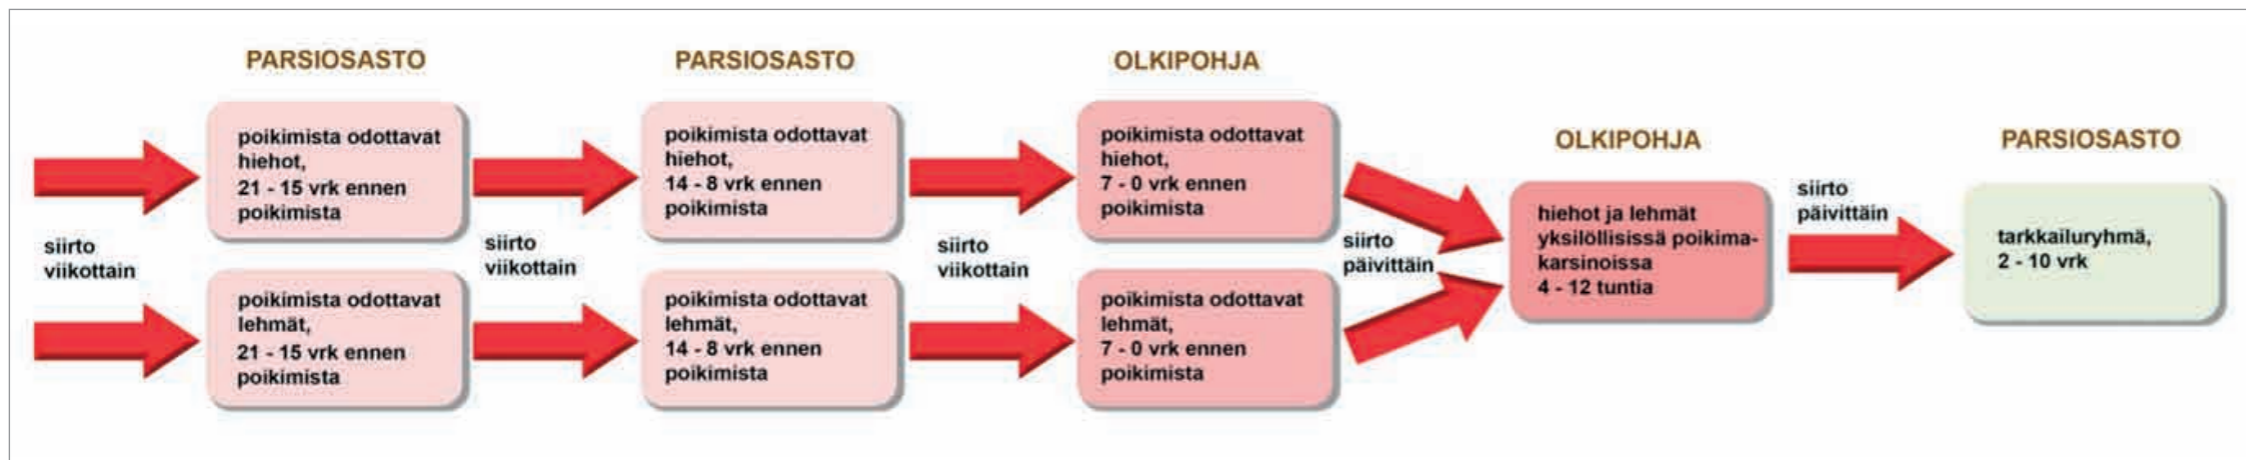 PARSIOSASTO
PARSIOSASTO
OLKIPOHJA
OLKIPOHJA
PARSIOSASTO
siirto
viikottain
poikimista odottavat
hiehot,
21 - 15 vrk ennen
poikimista
poikimista odottavat
lehmät,
21 - 15 vrk ennen
poikimista
siirto
viikottain
poikimista odottavat
hiehot,
14 - 8 vrk ennen
poikimista
poikimista odottavat
lehmät,
14 - 8 vrk ennen
poikimista
siirto
viikottain
poikimista odottavat
hiehot,
7 - 0 vrk ennen
poikimista
poikimista odottavat
lehmät,
7 - 0 vrk ennen
poikimista
siirto
päivittäin
hiehot ja lehmät
yksilöllisissä poikima-
karsinoissa
4 - 12 tuntia
siirto
päivittäin
tarkkailuryhmä,
2 - 10 vrk